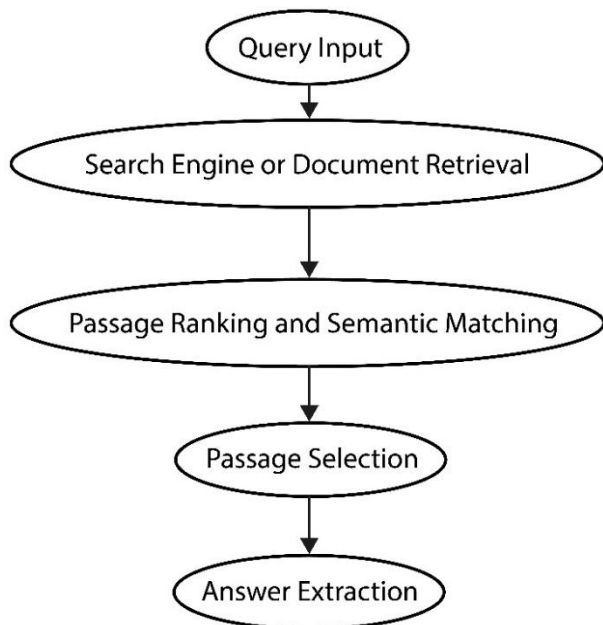 Query Input
Search Engine or Document Retrieval
Passage Ranking and Semantic Matching
Passage Selection
Answer Extraction